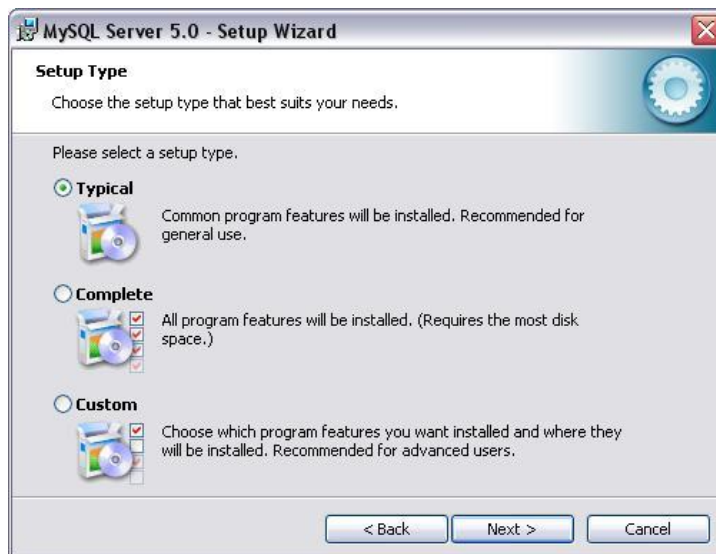 MySQL Server 5.0 - Setup Wizard
Setup Type
Choose the setup type that best suits your needs.
Please select a setup type.
Typical
Common program features will be installed. Recommended for
general use.
Complete
All program features will be installed. (Requires the most disk
space.)
Custom
Choose which program features you want installed and where they
will be installed. Recommended for advanced users.
< Back
Next >
Cancel